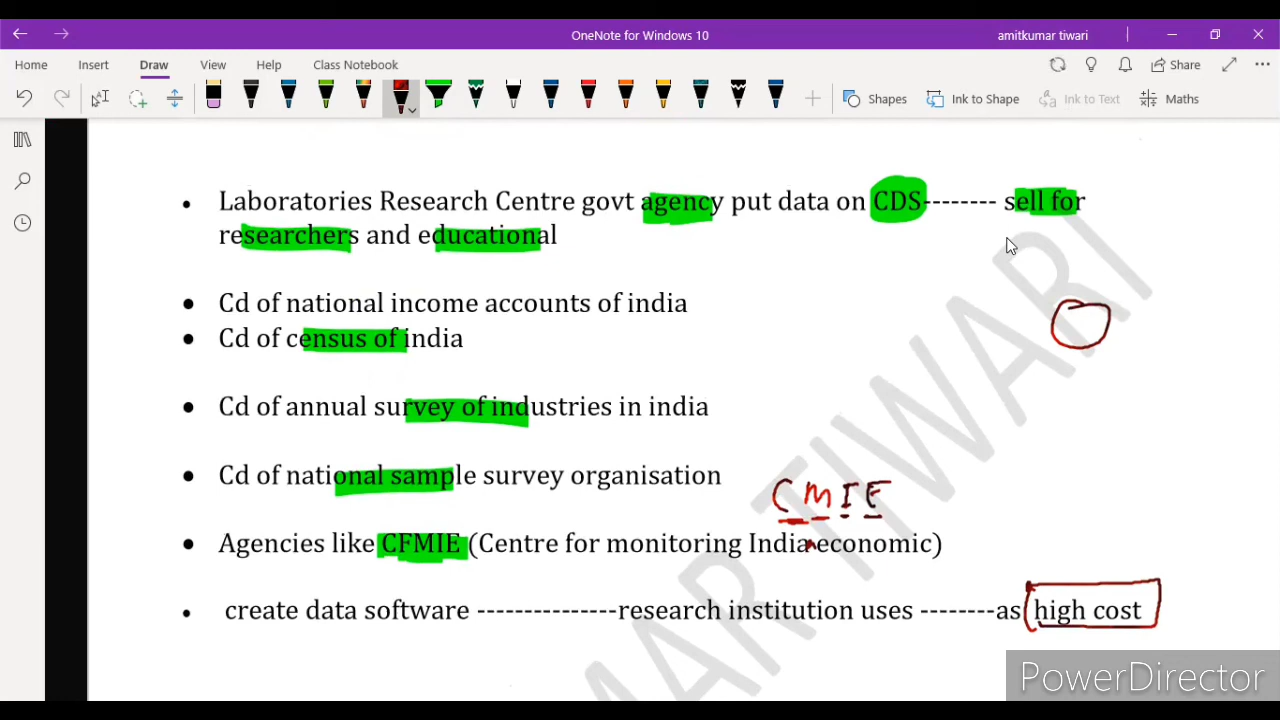 OneNote for Windows 10
amitkumar tiwari
Home Insert Draw View Help Class Notebook
Share
Shapes Ink to Shape Ink to Text Maths
Laboratories Research Centre govt agency put data on CDS-------- sell for
researchers and educational
Cd of national income accounts of india
Cd of census of india
Cd of annual survey of industries in india
Cd of national sample survey organisation
CMIE
Agencies like CFMIE (Centre for monitoring India economic)
create data software ---------------research institution uses --------as high cost
MAR TIWARI
PowerDirector